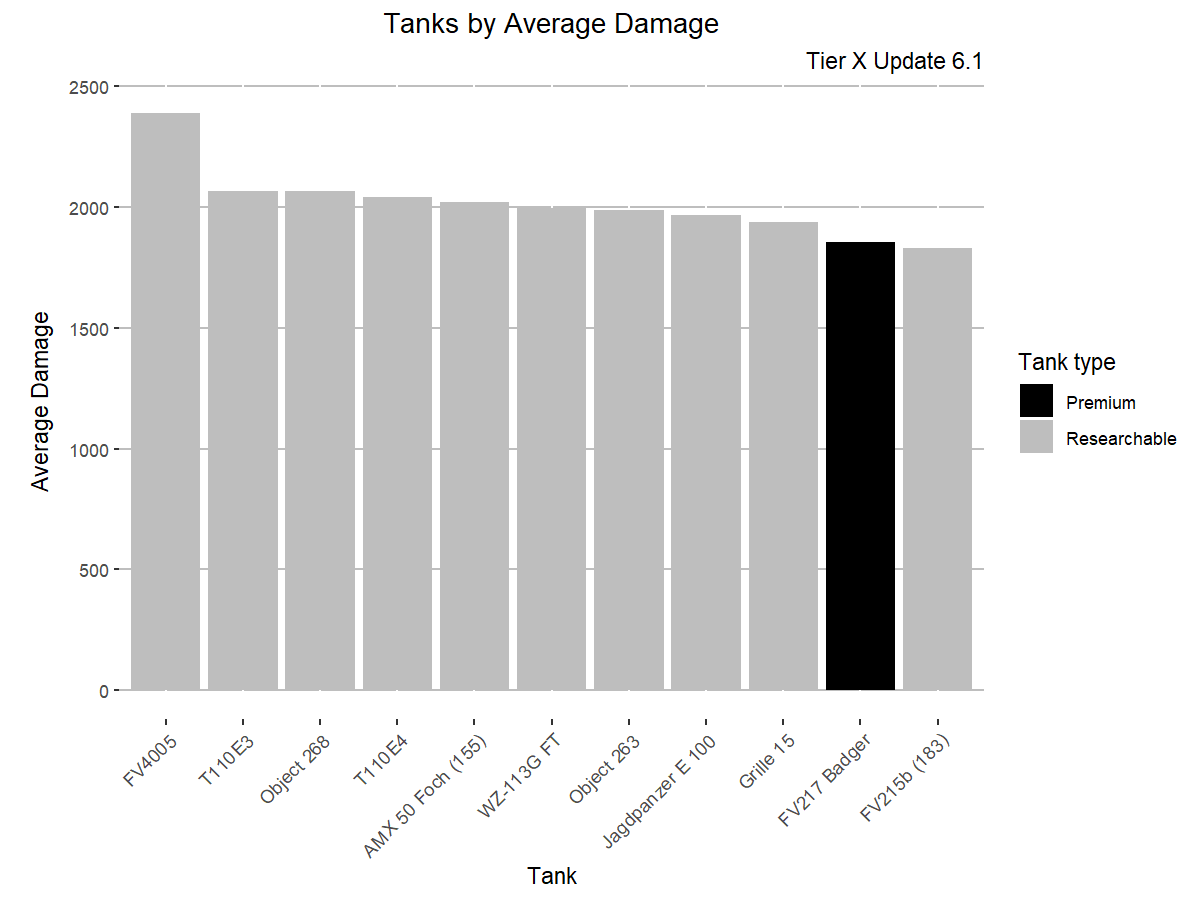 Tanks by Average Damage
Tier X Update 6.1
Average Damage
2500
2000
1500
1000
500
0
FV4005
T110E3
Object 268
T110E4
AMX 50 Foch (155)
WZ-113G FT
Object 263
Jagdpanzer E 100
Grille 15
FV217 Badger
FV215b (183)
Tank
Tank type
Premium
Researchable